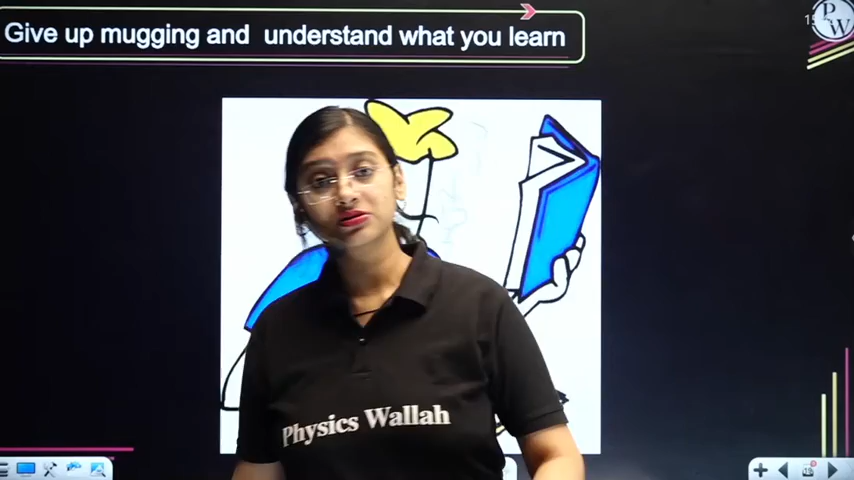 Give up mugging and understand what you learn
P
W
Physics Wallah